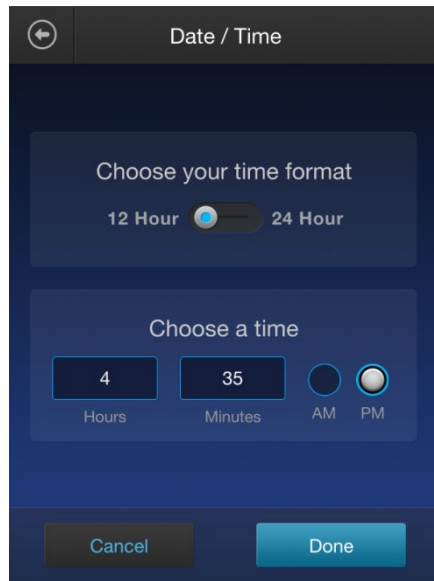 Date / Time
Choose your time format
12 Hour 24 Hour
Choose a time
4 35
Hours Minutes AM PM
Cancel Done